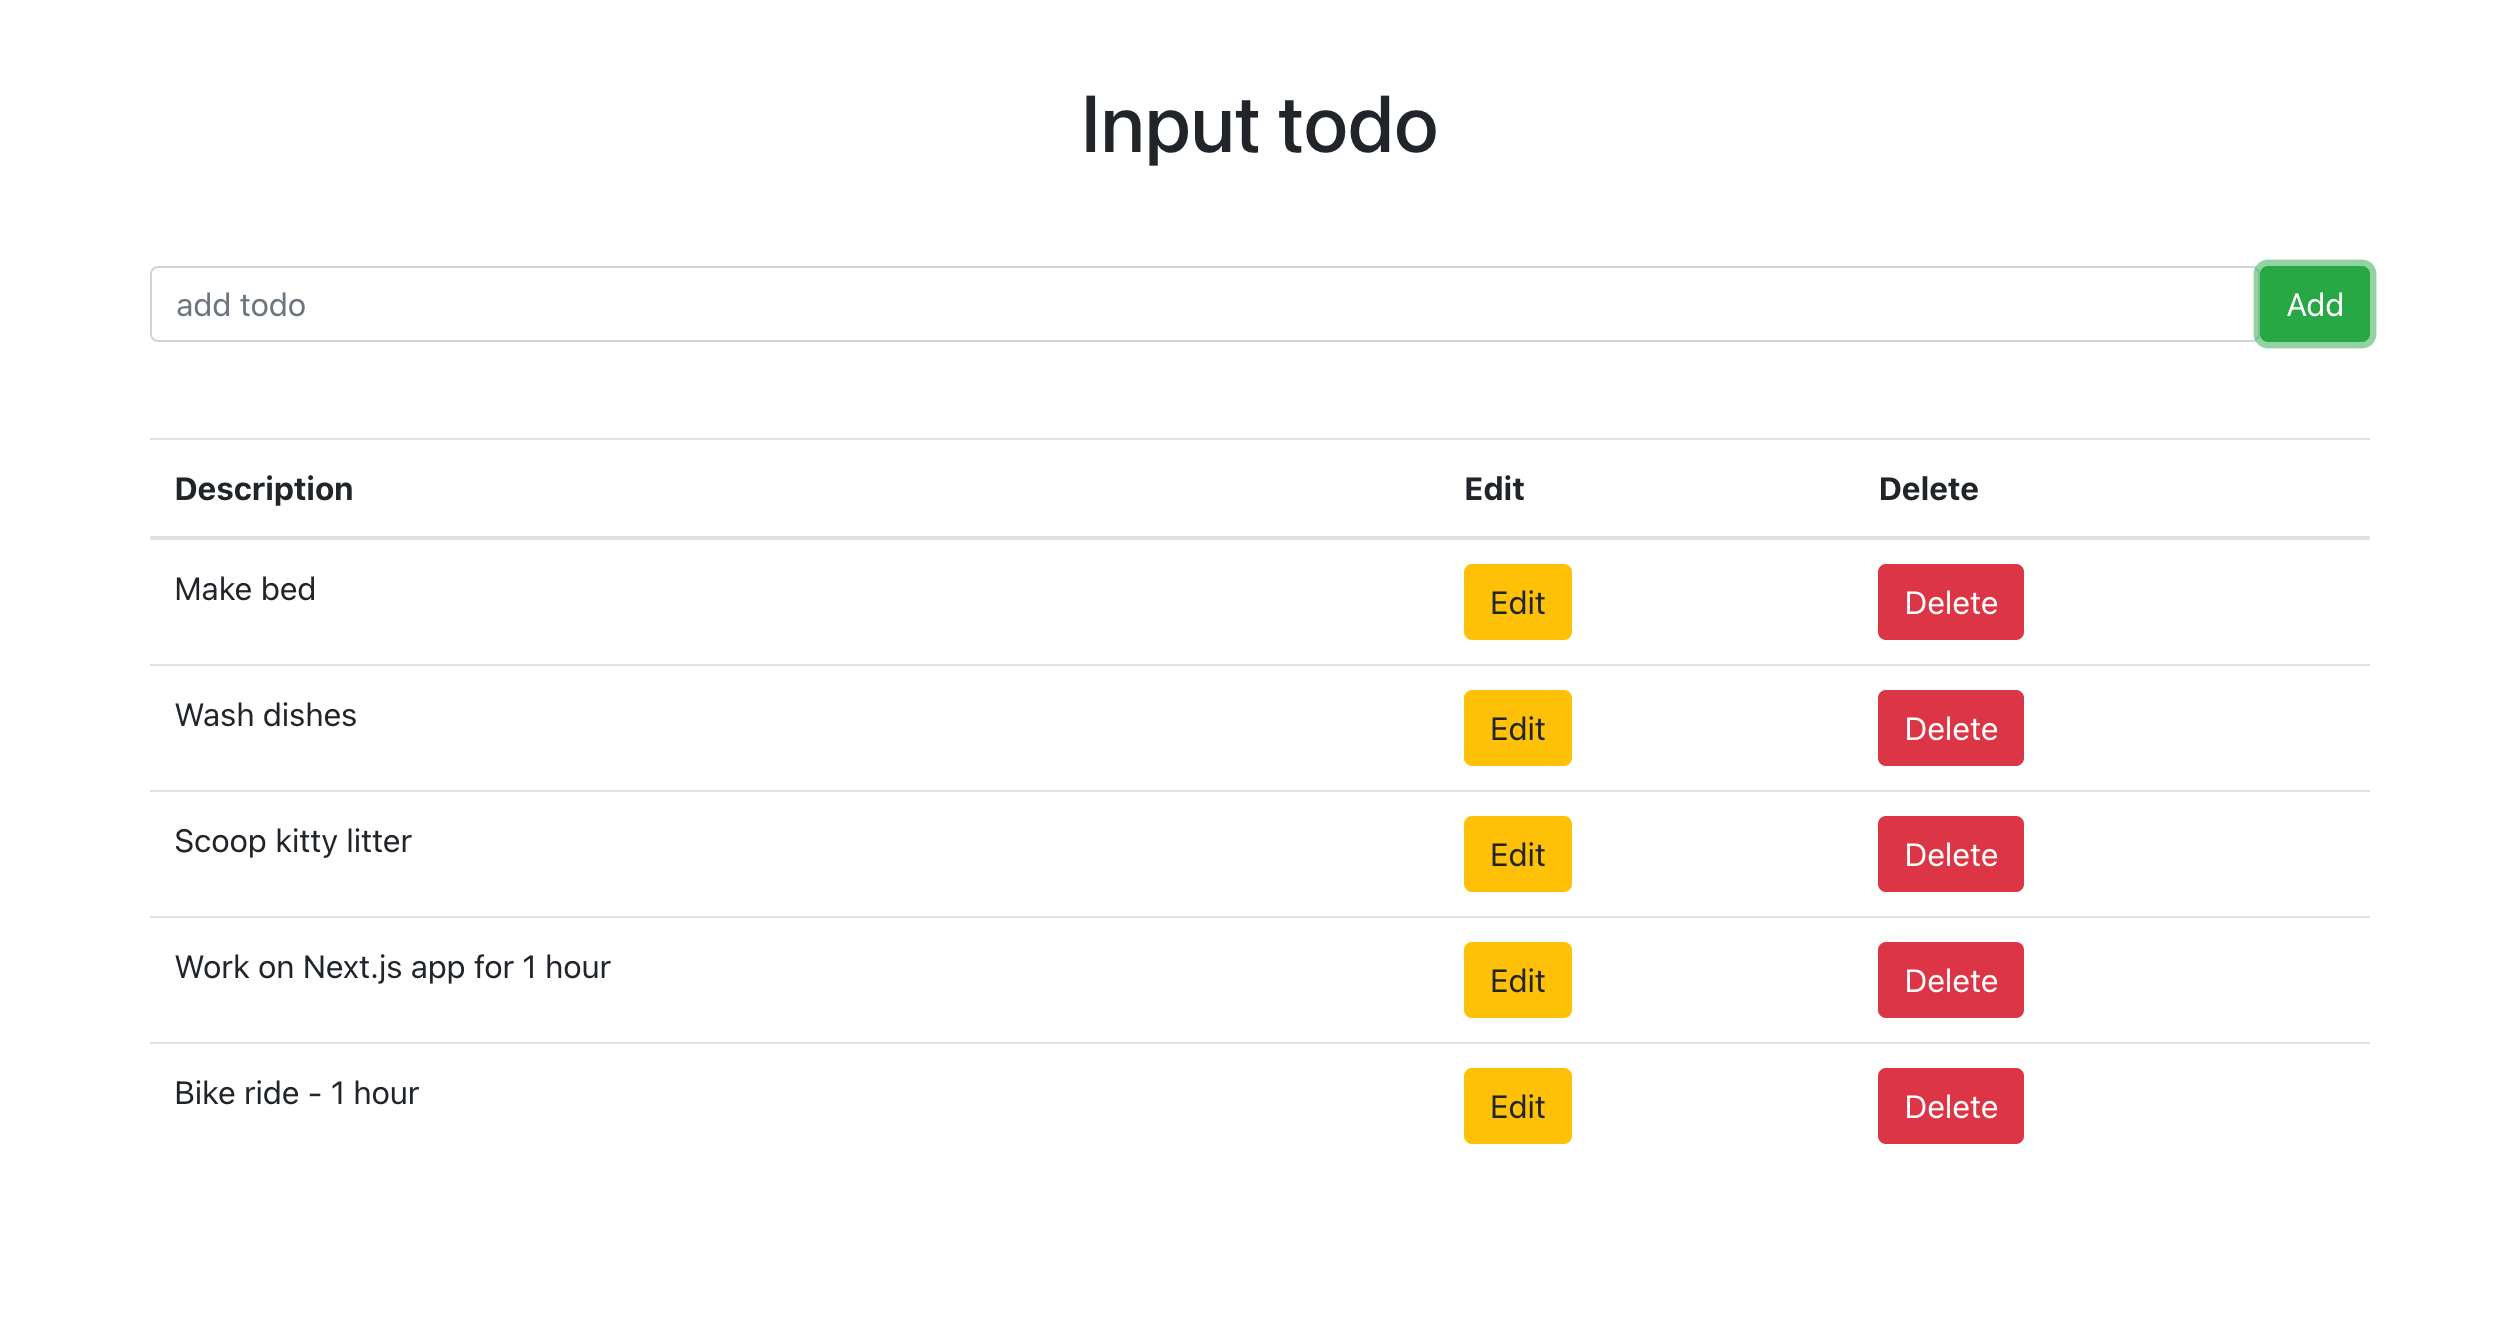 Input todo
add todo Add
Description Edit Delete
Make bed Edit Delete
Wash dishes Edit Delete
Scoop kitty litter Edit Delete
Work on Next.js app for 1 hour Edit Delete
Bike ride - 1 hour Edit Delete